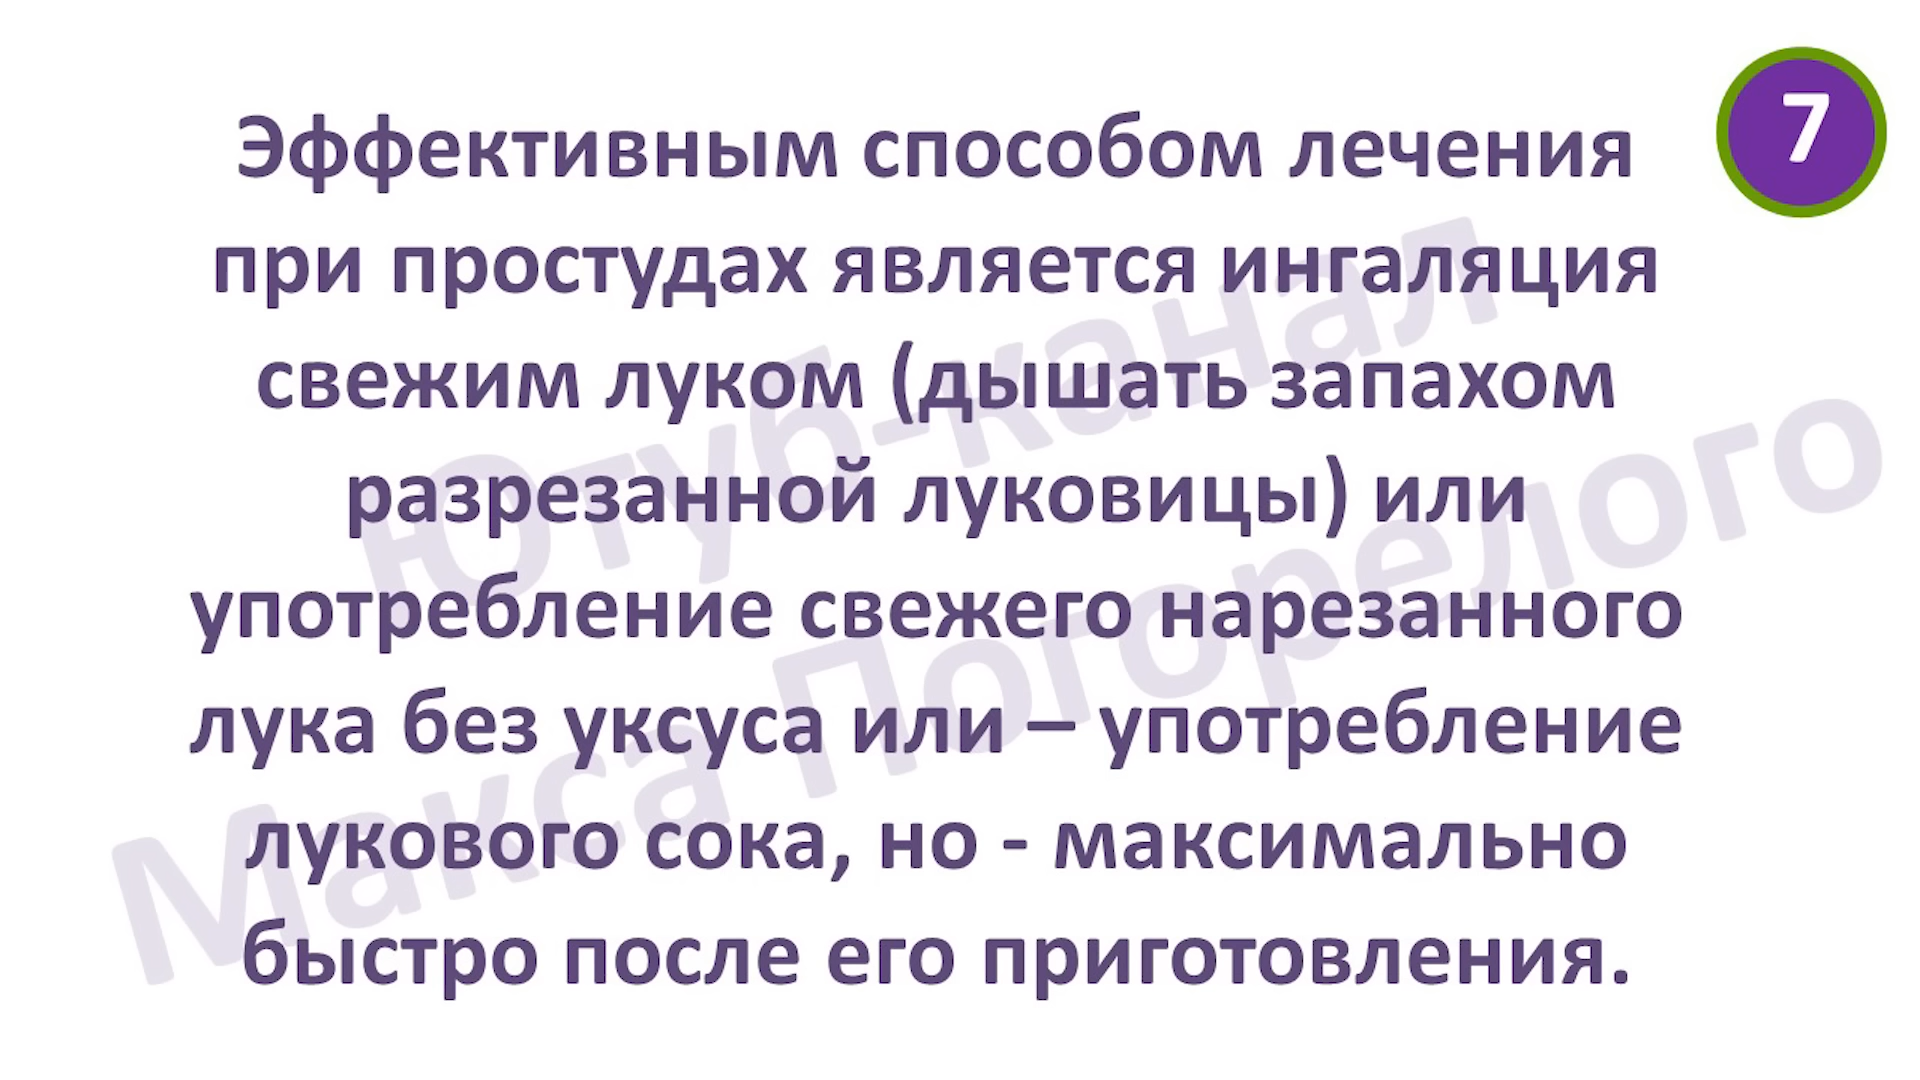 7
Эффективным способом лечения
при простудах является ингаляция
свежим луком (дышать запахом
разрезанной луковицы) или
употребление свежего нарезанного
лука без уксуса или – употребление
лукового сока, но - максимально
быстро после его приготовления.
Ютуб-канал
Макса Погорелого